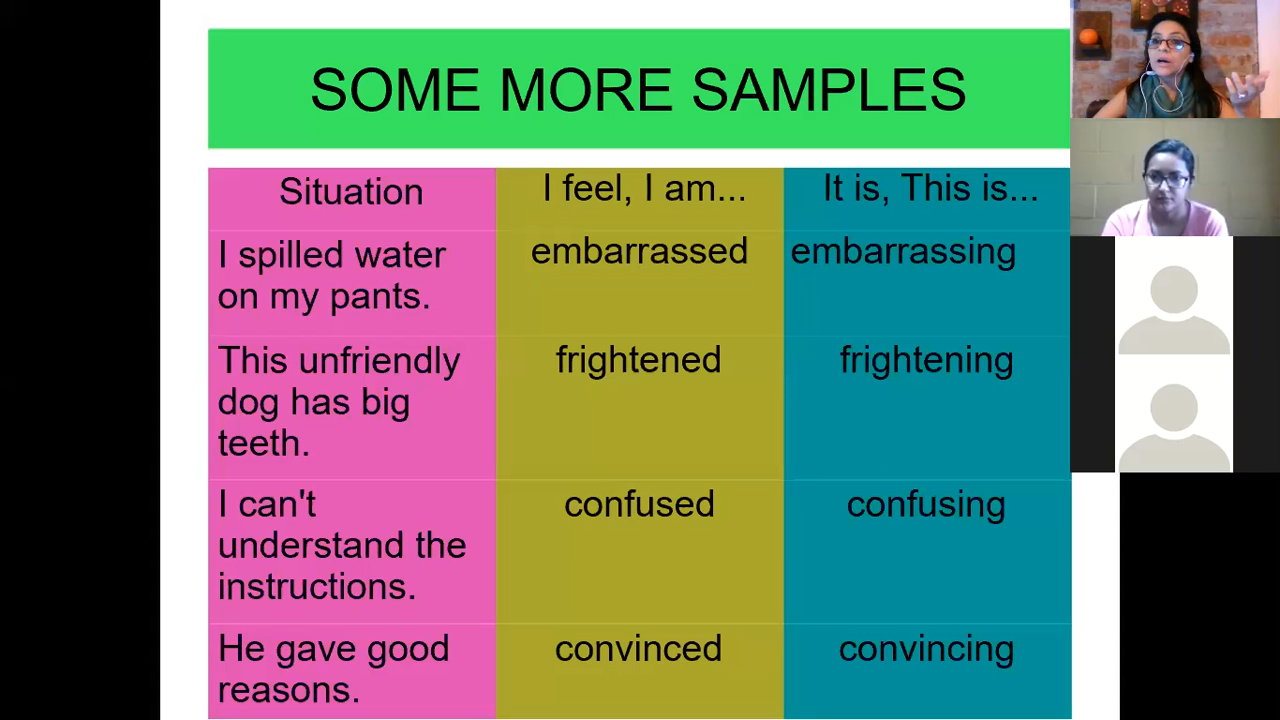 SOME MORE SAMPLES
Situation
I feel, I am...
It is, This is...
I spilled water
on my pants.
embarrassed
embarrassing
This unfriendly
dog has big
teeth.
frightened
frightening
I can't
understand the
instructions.
confused
confusing
He gave good
reasons.
convinced
convincing